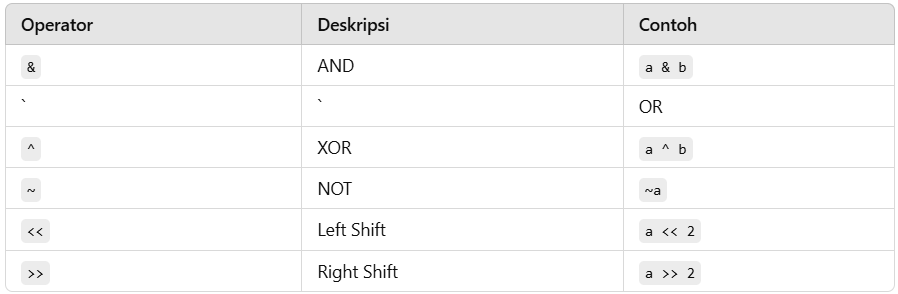 Operator Deskripsi Contoh
& AND a & b
` ` OR
^ XOR a ^ b
~ NOT ~a
<< Left Shift a << 2
>> Right Shift a >> 2